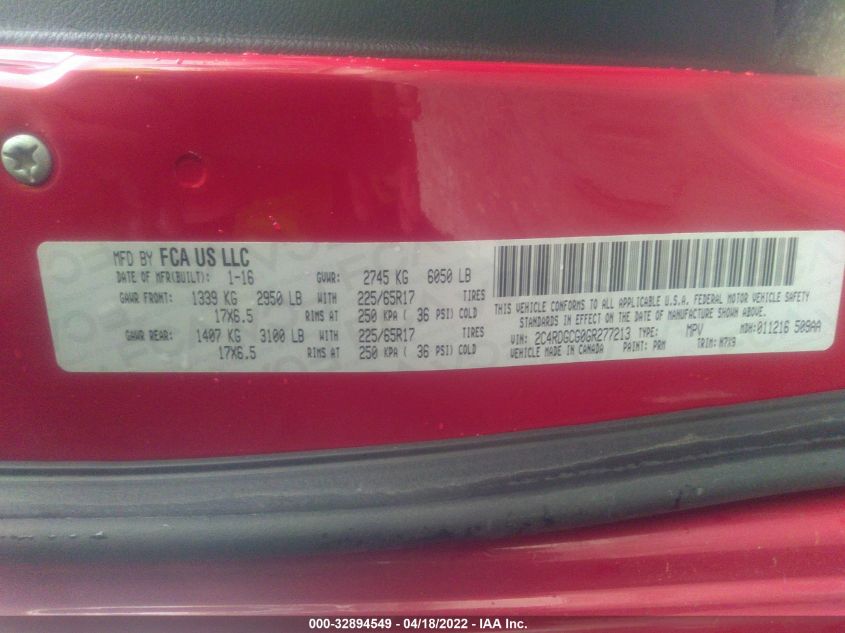 MFD BY FCA US LLC
DATE OF MFR(BUILT): 1-16 GVWR: 2745 KG 6050 LB
GAWR FRONT: 1339 KG 2950 LB WITH 225/65R17 TIRES
17X6.5 RIMS AT 250 KPA ( 36 PSI) COLD
GAWR REAR: 1407 KG 3100 LB WITH 225/65R17 TIRES
17X6.5 RIMS AT 250 KPA ( 36 PSI) COLD
THIS VEHICLE CONFORMS TO ALL APPLICABLE U.S.A. FEDERAL MOTOR VEHICLE SAFETY
STANDARDS IN EFFECT ON THE DATE OF MANUFACTURE SHOWN ABOVE.
VIN: 2C4RDGCG0GR277213 TYPE: MPV MDH: 011216 509AA
VEHICLE MADE IN CANADA PAINT: PRM TRIM: M7X9
000-32894549 - 04/18/2022 - IAA Inc.